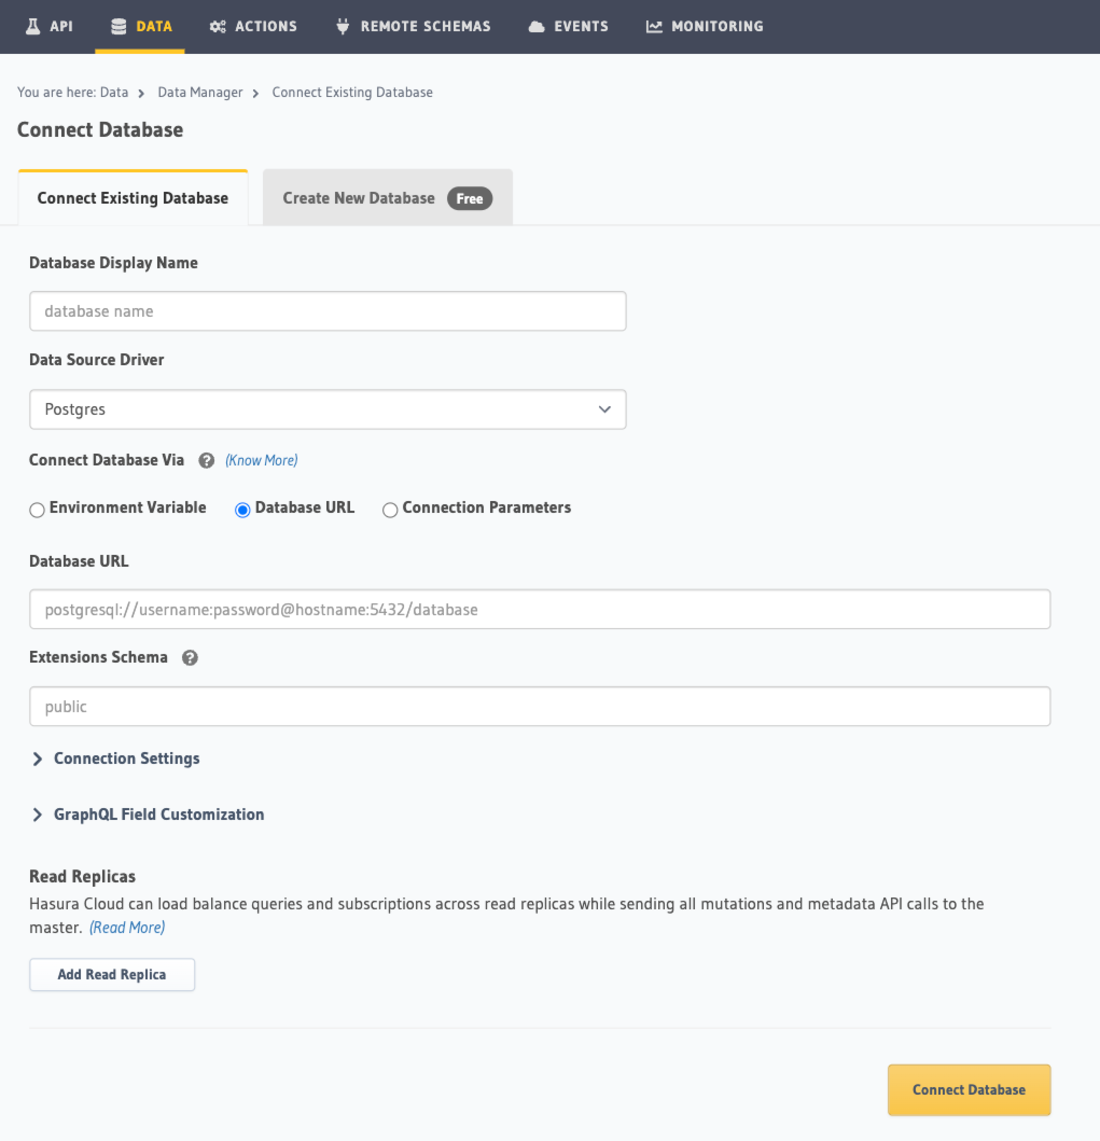 API DATA ACTIONS REMOTE SCHEMAS EVENTS MONITORING
You are here: Data > Data Manager > Connect Existing Database
Connect Database
Connect Existing Database Create New Database Free
Database Display Name
database name
Data Source Driver
Postgres
Connect Database Via ? (Know More)
Environment Variable Database URL Connection Parameters
Database URL
postgresql://username:password@hostname:5432/database
Extensions Schema ?
public
Connection Settings
GraphQL Field Customization
Read Replicas
Hasura Cloud can load balance queries and subscriptions across read replicas while sending all mutations and metadata API calls to the
master. (Read More)
Add Read Replica
Connect Database